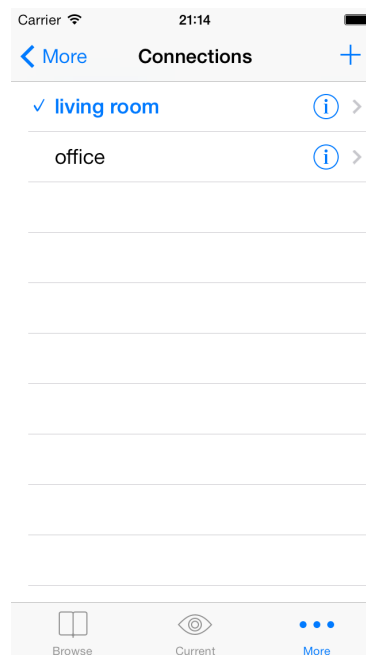 Carrier 21:14
More Connections +
✓ living room i
office i
Browse Current More